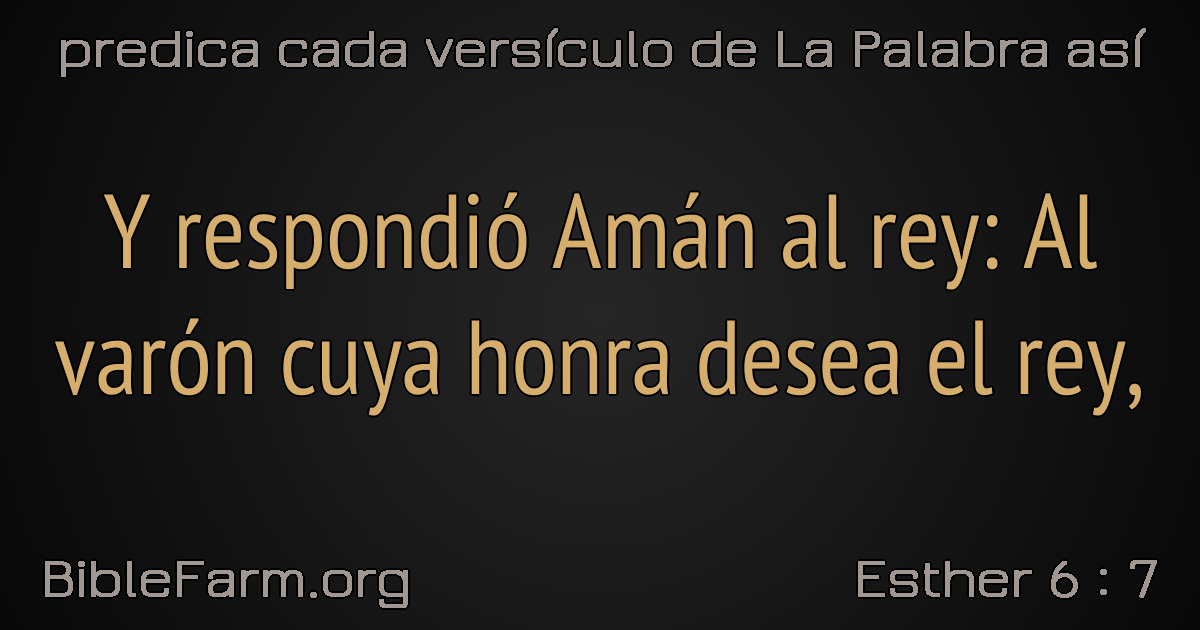 predica cada versículo de La Palabra así
Y respondió Amán al rey: Al
varón cuya honra desea el rey,
BibleFarm.org
Esther 6 : 7